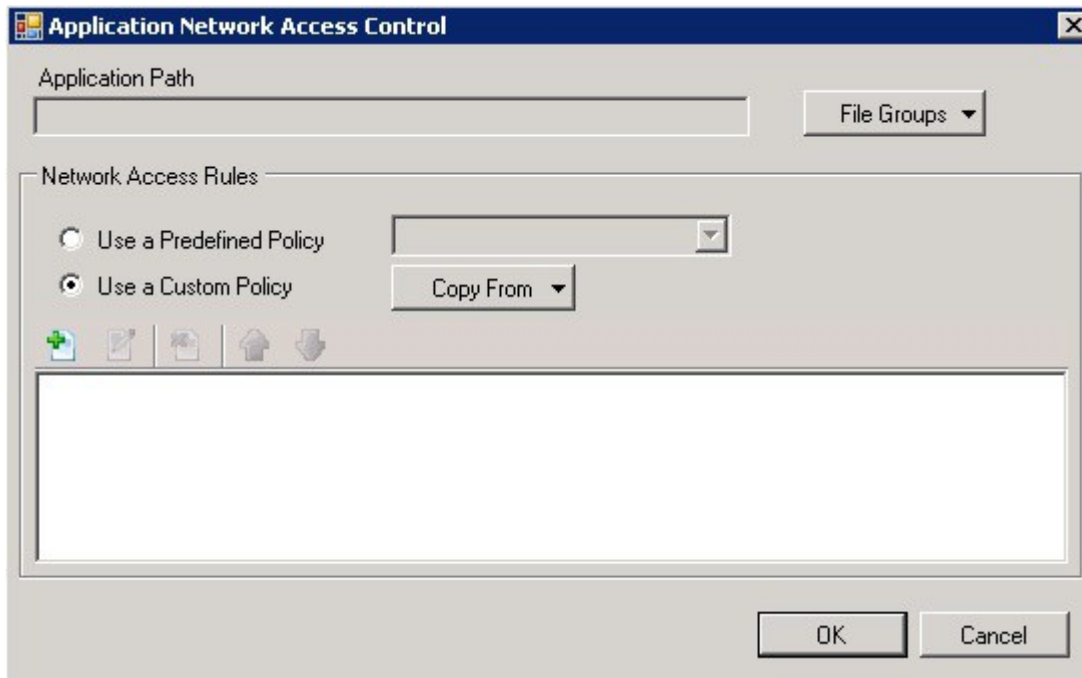 Application Network Access Control
Application Path
File Groups
Network Access Rules
Use a Predefined Policy
Use a Custom Policy
Copy From
OK
Cancel